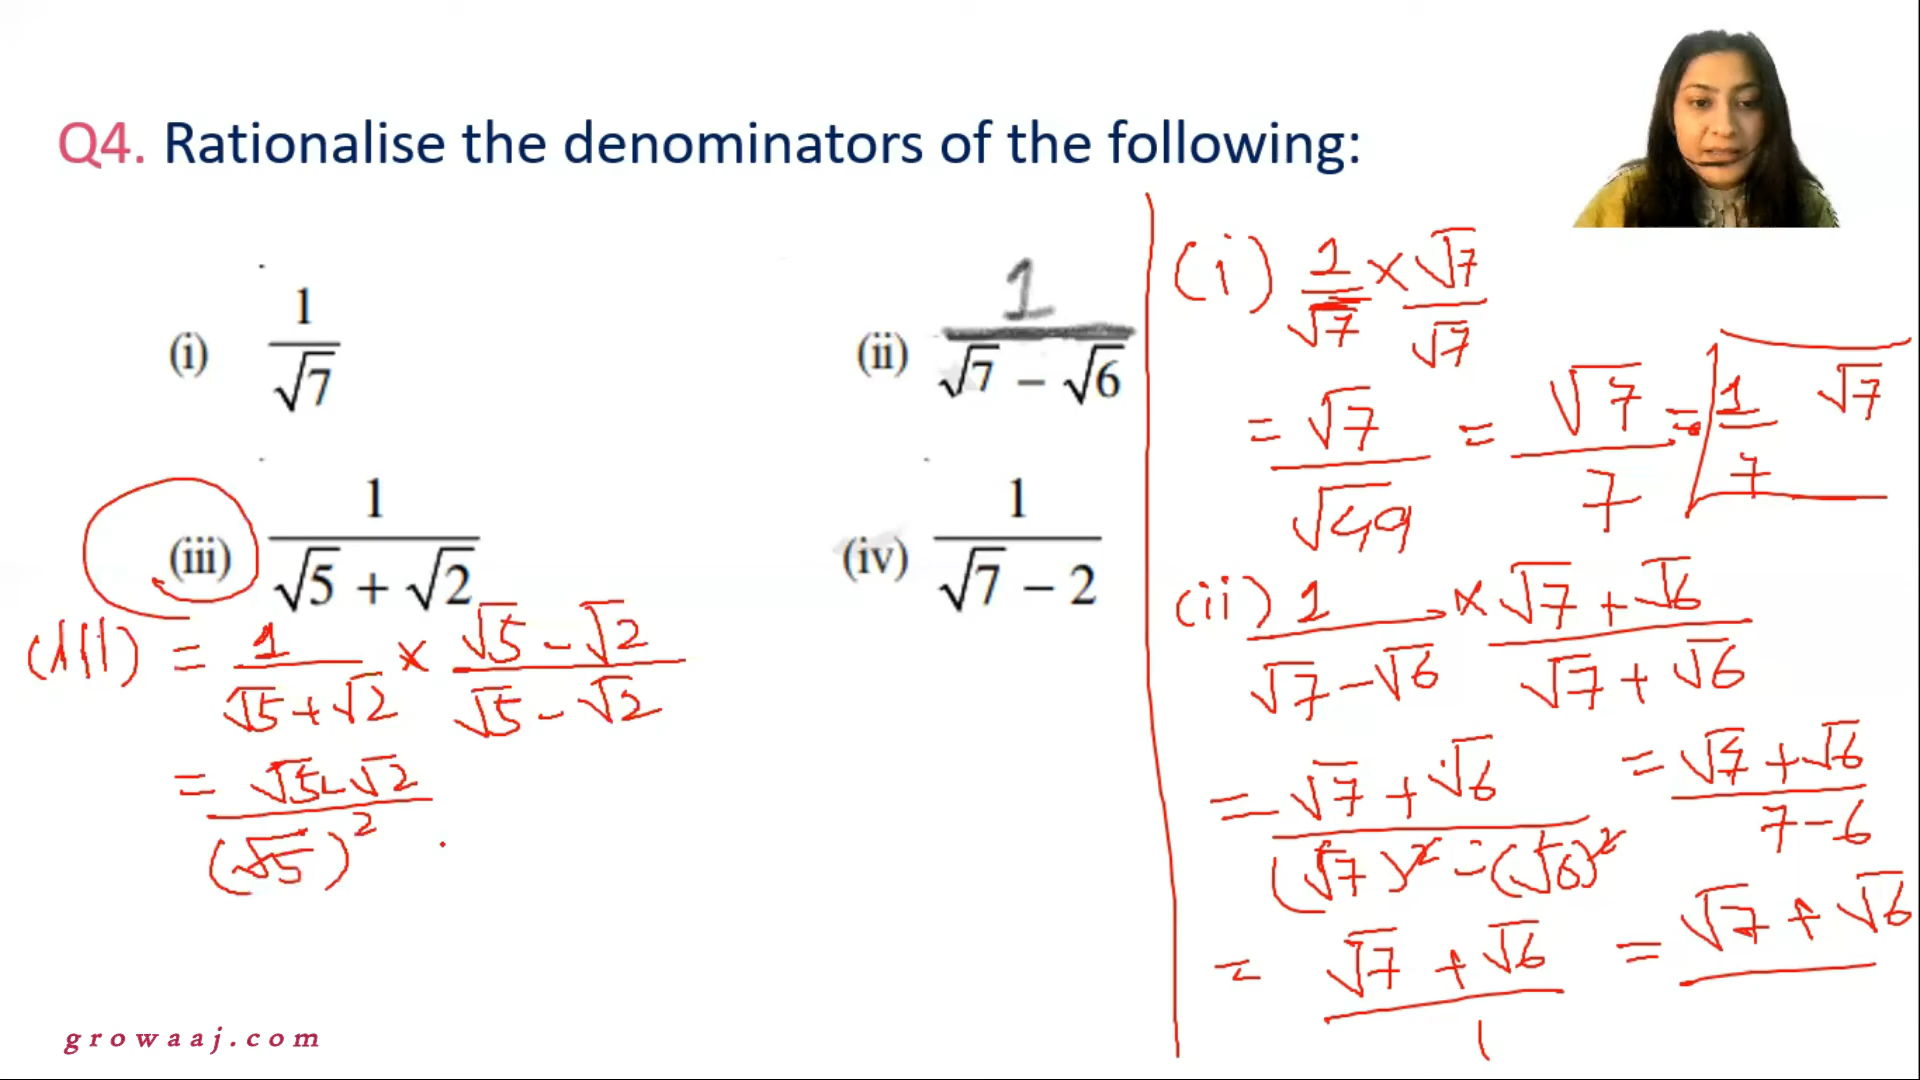 Q4. Rationalise the denominators of the following:
(i) 1/√7
(ii) 1/(√7 − √6)
(iii) 1/(√5 + √2)
(iv) 1/(√7 − 2)
(iii) = 1/(√5 + √2) × (√5 − √2)/(√5 − √2)
= (√5 − √2)/(√5)²
(i) 1/√7 × √7/√7
= √7/√49 = √7/7 = 1/7 √7
(ii) 1/(√7 − √6) × (√7 + √6)/(√7 + √6)
= (√7 + √6)/((√7)² − (√6)²) = (√7 + √6)/(7 − 6)
= (√7 + √6)/1 = √7 + √6
growaaj.com